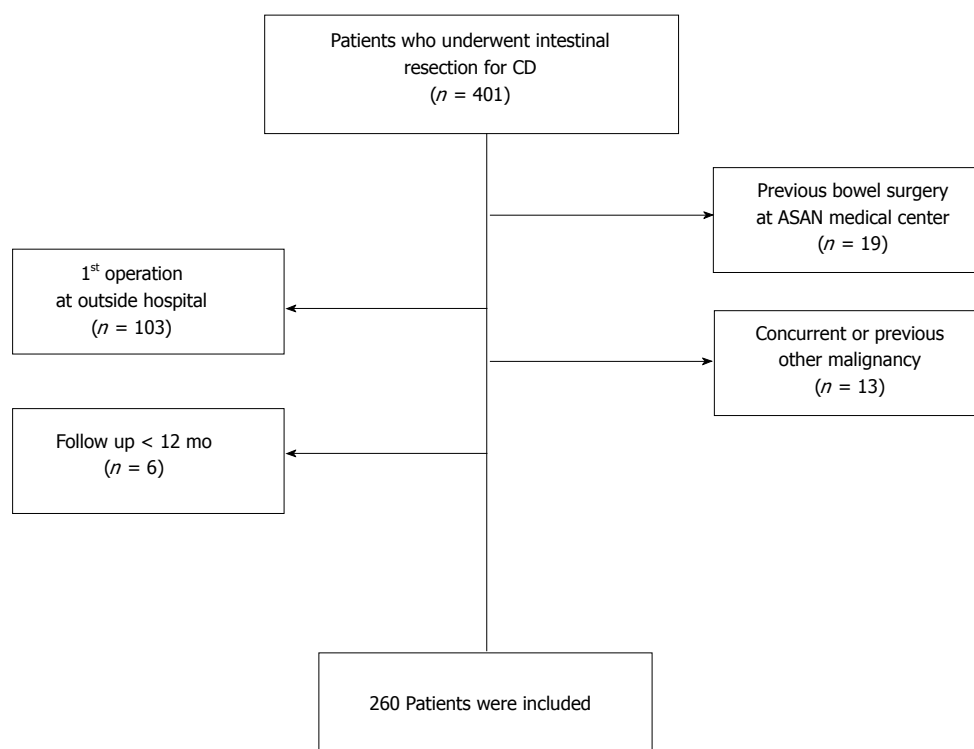 Patients who underwent intestinal
resection for CD
(n = 401)
Previous bowel surgery
at ASAN medical center
(n = 19)
1st operation
at outside hospital
(n = 103)
Concurrent or previous
other malignancy
(n = 13)
Follow up < 12 mo
(n = 6)
260 Patients were included